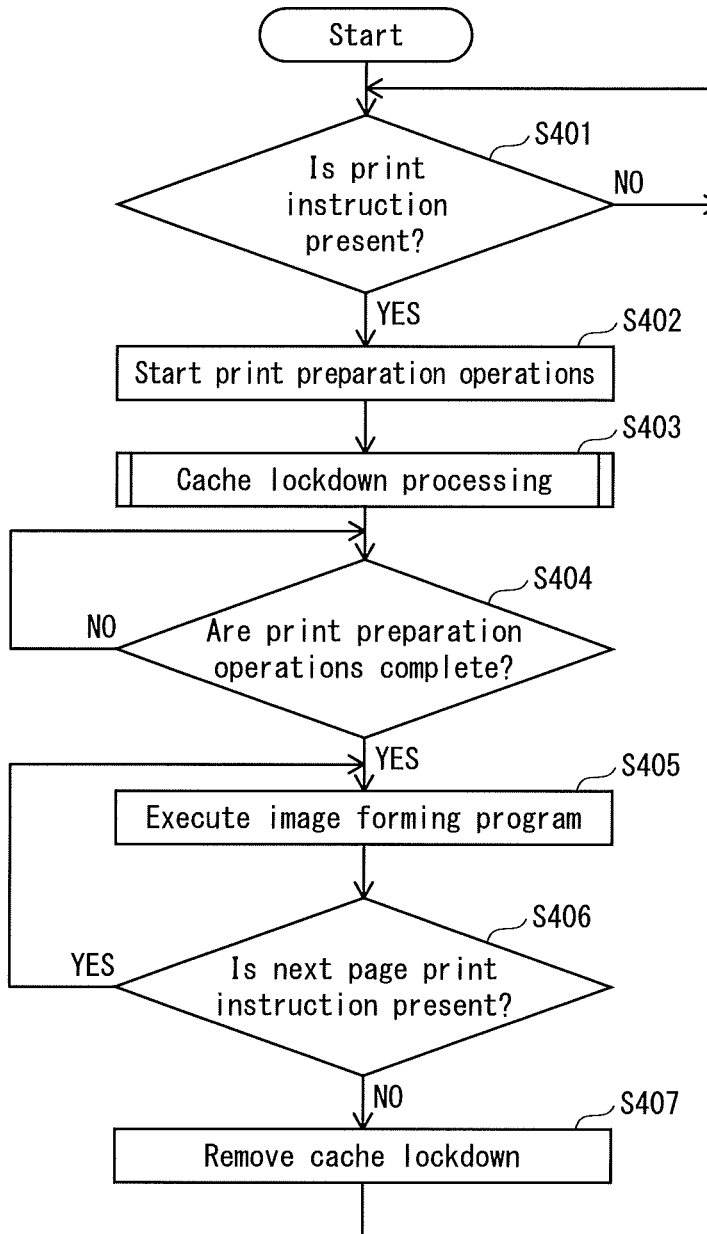 Start
S401
Is print
instruction
present?
NO
YES
S402
Start print preparation operations
S403
Cache lockdown processing
S404
NO
Are print preparation
operations complete?
YES
S405
Execute image forming program
S406
YES
Is next page print
instruction present?
NO
S407
Remove cache lockdown